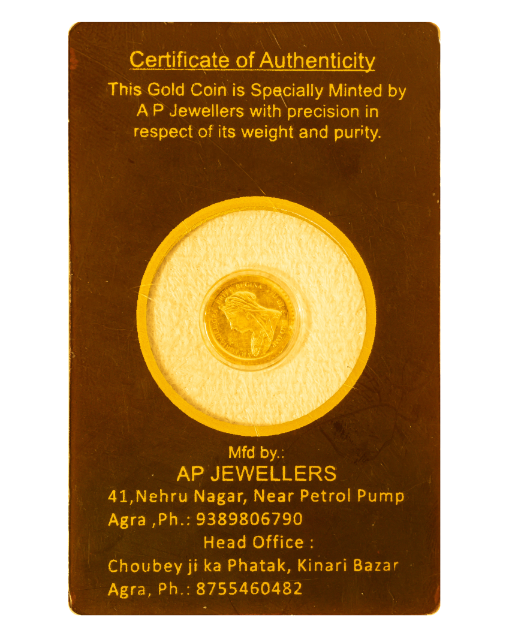 Certificate of Authenticity
This Gold Coin is Specially Minted by
A P Jewellers with precision in
respect of its weight and purity.
Mfd by.:
AP JEWELLERS
41,Nehru Nagar, Near Petrol Pump
Agra ,Ph.: 9389806790
Head Office :
Choubey ji ka Phatak, Kinari Bazar
Agra, Ph.: 8755460482